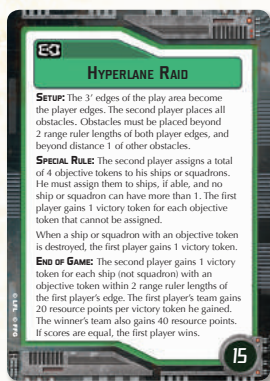 HYPERLANE RAID
SETUP: The 3' edges of the play area become
the player edges. The second player places all
obstacles. Obstacles must be placed beyond
2 range ruler lengths of both player edges, and
beyond distance 1 of other obstacles.
SPECIAL RULE: The second player assigns a total
of 4 objective tokens to his ships or squadrons.
He must assign them to ships, if able, and no
ship or squadron can have more than 1. The first
player gains 1 victory token for each objective
token that cannot be assigned.
When a ship or squadron with an objective token
is destroyed, the first player gains 1 victory token.
END OF GAME: The second player gains 1 victory
token for each ship (not squadron) with an
objective token within 2 range ruler lengths of
the first player's edge. The first player's team gains
20 resource points per victory token he gained.
The winner's team also gains 40 resource points.
If scores are equal, the first player wins.
© LFL © FFG
15